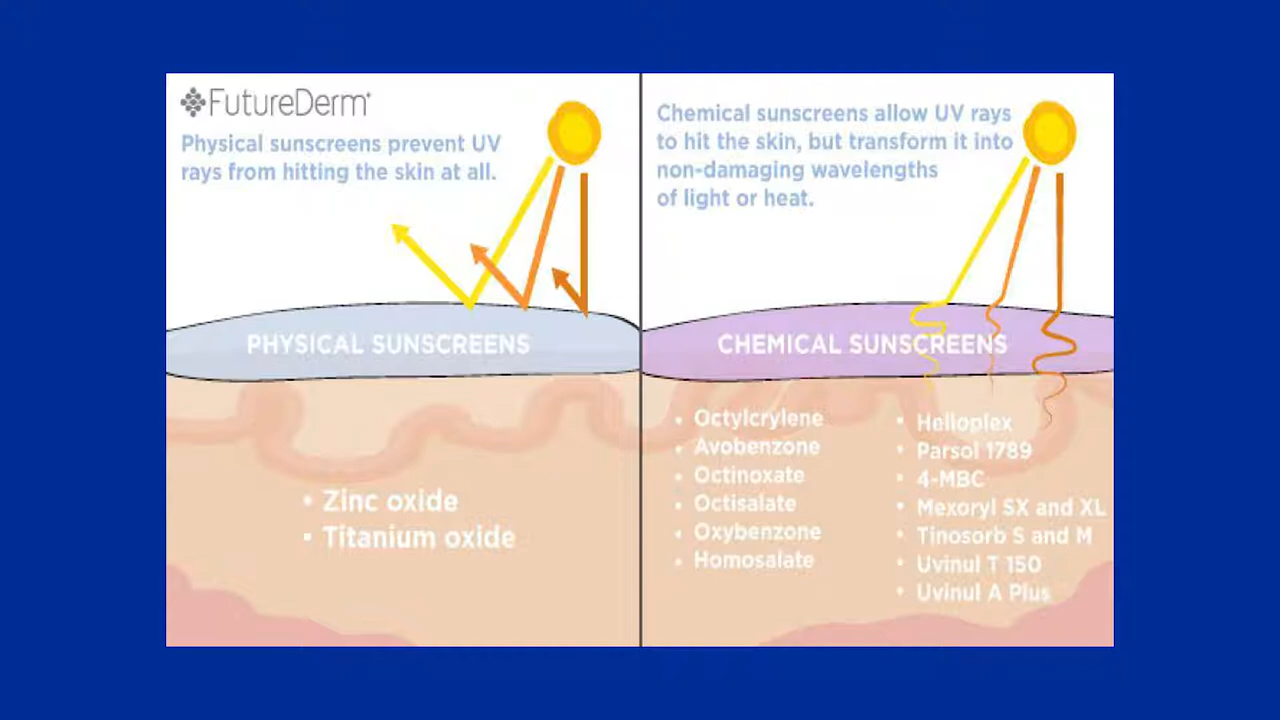 FutureDerm
Physical sunscreens prevent UV
rays from hitting the skin at all.
PHYSICAL SUNSCREENS
• Zinc oxide
• Titanium oxide
Chemical sunscreens allow UV rays
to hit the skin, but transform it into
non-damaging wavelengths
of light or heat.
CHEMICAL SUNSCREENS
• Octylcrylene
• Avobenzone
• Octinoxate
• Octisalate
• Oxybenzone
• Homosalate
• Helloplex
• Parsol 1789
• 4-MBC
• Mexoryl SX and XL
• Tinosorb S and M
• Uvinul T 150
• Uvinul A Plus